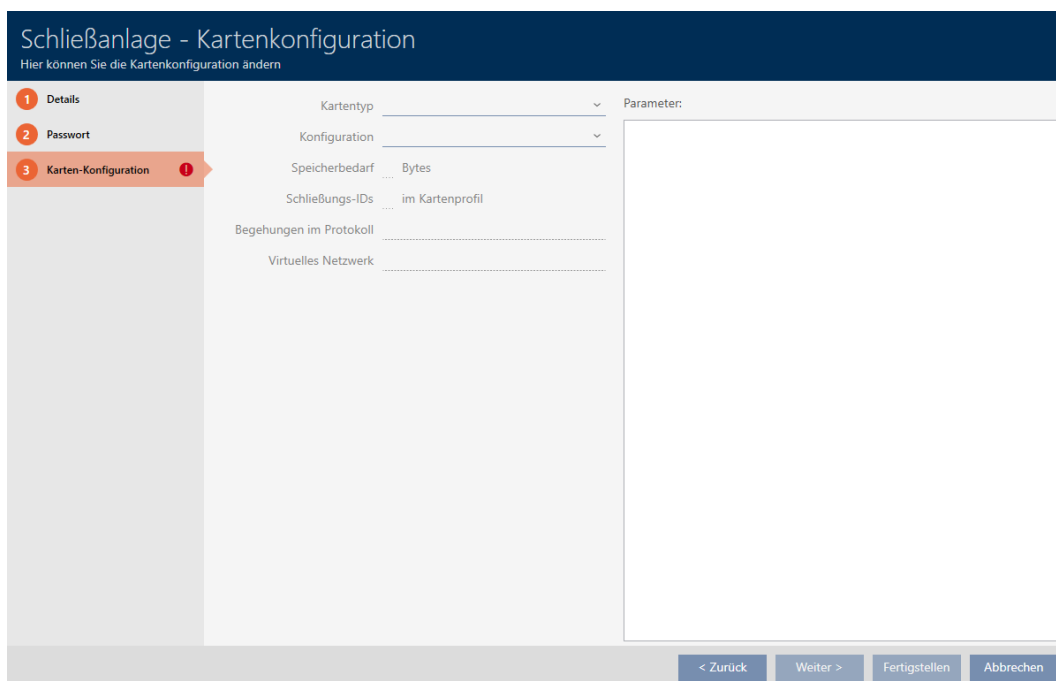 Schließanlage - Kartenkonfiguration
Hier können Sie die Kartenkonfiguration ändern
1 Details
2 Passwort
3 Karten-Konfiguration !
Kartentyp
Konfiguration
Speicherbedarf .... Bytes
Schließungs-IDs .... im Kartenprofil
Begehungen im Protokoll
Virtuelles Netzwerk
Parameter:
< Zurück Weiter > Fertigstellen Abbrechen